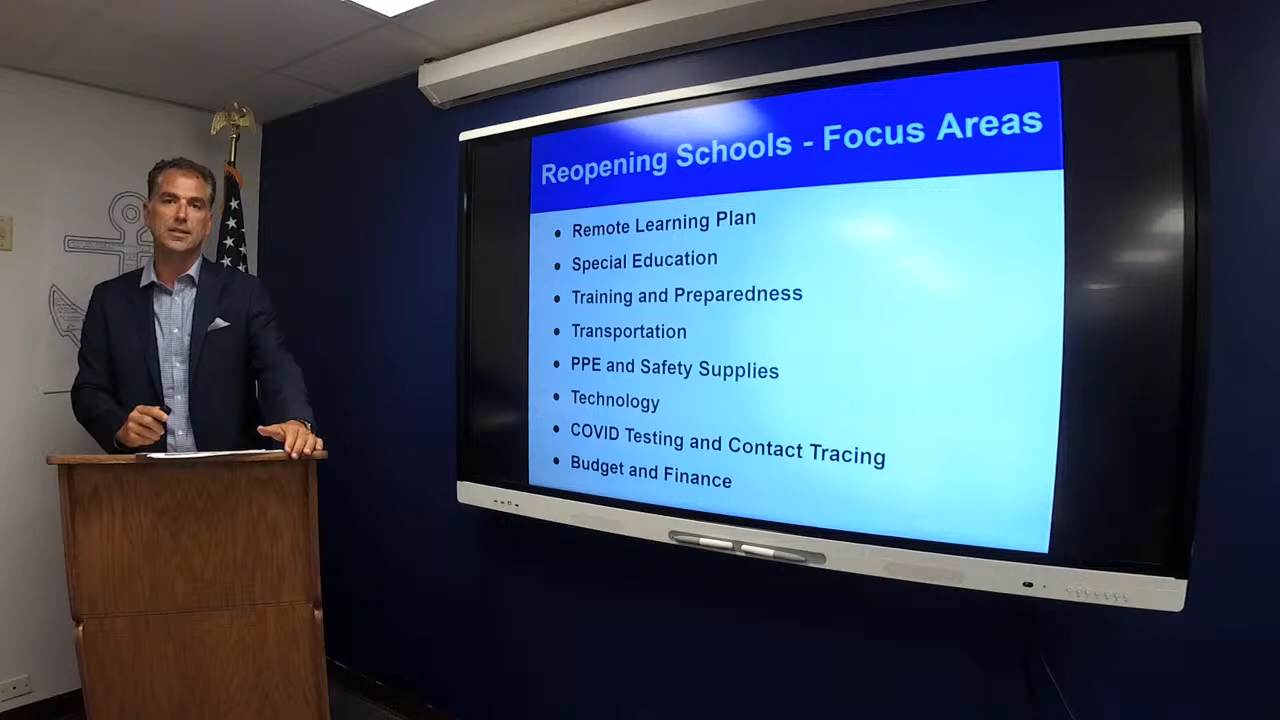 Reopening Schools - Focus Areas
• Remote Learning Plan
• Special Education
• Training and Preparedness
• Transportation
• PPE and Safety Supplies
• Technology
• COVID Testing and Contact Tracing
• Budget and Finance